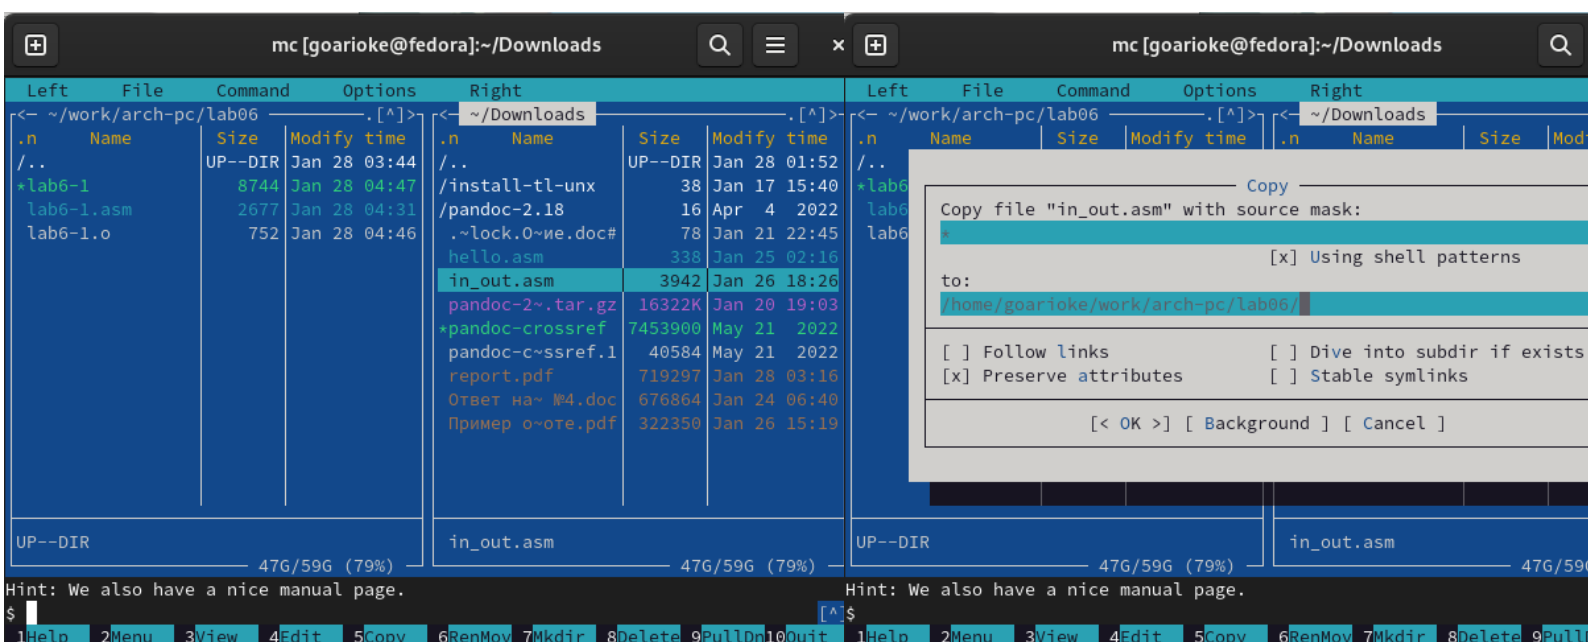 mc [goarioke@fedora]:~/Downloads
Left File Command Options Right
<— ~/work/arch-pc/lab06 .[^]>
.n Name Size Modify time
/.. UP--DIR Jan 28 03:44
*lab6-1 8744 Jan 28 04:47
lab6-1.asm 2677 Jan 28 04:31
lab6-1.o 752 Jan 28 04:46
UP--DIR
47G/59G (79%)
<— ~/Downloads .[^]>
.n Name Size Modify time
/.. UP--DIR Jan 28 01:52
/install-tl-unx 38 Jan 17 15:40
/pandoc-2.18 16 Apr 4 2022
.~lock.О~ие.doc# 78 Jan 21 22:45
hello.asm 338 Jan 25 02:16
in_out.asm 3942 Jan 26 18:26
pandoc-2~.tar.gz 16322K Jan 20 19:03
*pandoc-crossref 7453900 May 21 2022
pandoc-c~ssref.1 40584 May 21 2022
report.pdf 719297 Jan 28 03:16
Ответ на~ №4.doc 676864 Jan 24 06:40
Пример о~оте.pdf 322350 Jan 26 15:19
in_out.asm
47G/59G (79%)
Hint: We also have a nice manual page.
$ [^]
1Help 2Menu 3View 4Edit 5Copy 6RenMov 7Mkdir 8Delete 9PullDn 10Quit
mc [goarioke@fedora]:~/Downloads
Left File Command Options Right
<— ~/work/arch-pc/lab06 .[^]>
<— ~/Downloads
.n Name Size Modify time
.n Name Size Mod
/..
*lab6
lab6
lab6
Copy
Copy file "in_out.asm" with source mask:
*
[x] Using shell patterns
to:
/home/goarioke/work/arch-pc/lab06/
[ ] Follow links [ ] Dive into subdir if exists
[x] Preserve attributes [ ] Stable symlinks
[< OK >] [ Background ] [ Cancel ]
UP--DIR
in_out.asm
47G/59G (79%)
47G/59
Hint: We also have a nice manual page.
$
1Help 2Menu 3View 4Edit 5Copy 6RenMov 7Mkdir 8Delete 9Pull